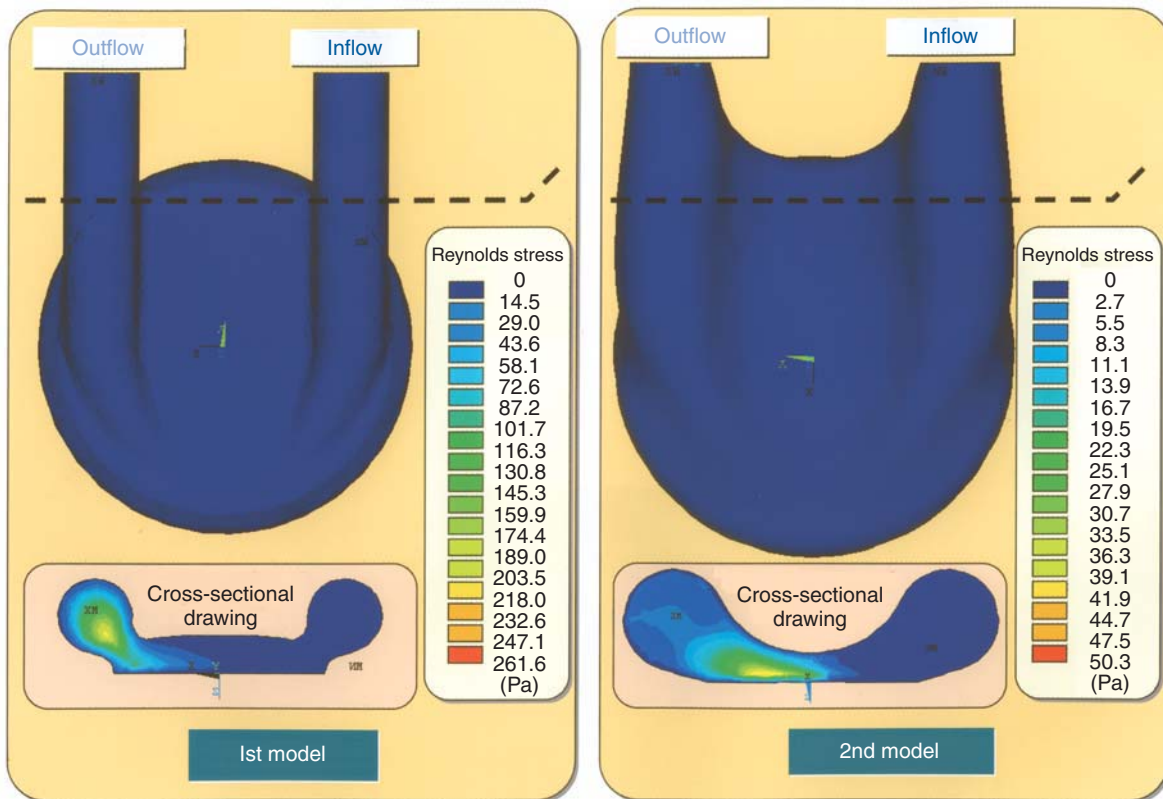 Outflow
Inflow
Reynolds stress
0
14.5
29.0
43.6
58.1
72.6
87.2
101.7
116.3
130.8
145.3
159.9
174.4
189.0
203.5
218.0
232.6
247.1
261.6
(Pa)
Cross-sectional
drawing
Ist model
Outflow
Inflow
Reynolds stress
0
2.7
5.5
8.3
11.1
13.9
16.7
19.5
22.3
25.1
27.9
30.7
33.5
36.3
39.1
41.9
44.7
47.5
50.3
(Pa)
Cross-sectional
drawing
2nd model